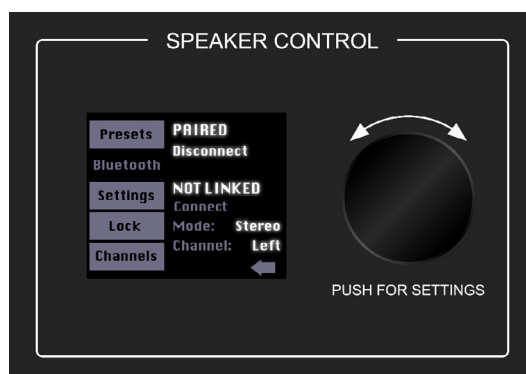 SPEAKER CONTROL
Presets
Bluetooth
Settings
Lock
Channels
PAIRED
Disconnect
NOT LINKED
Connect
Mode: Stereo
Channel: Left
PUSH FOR SETTINGS